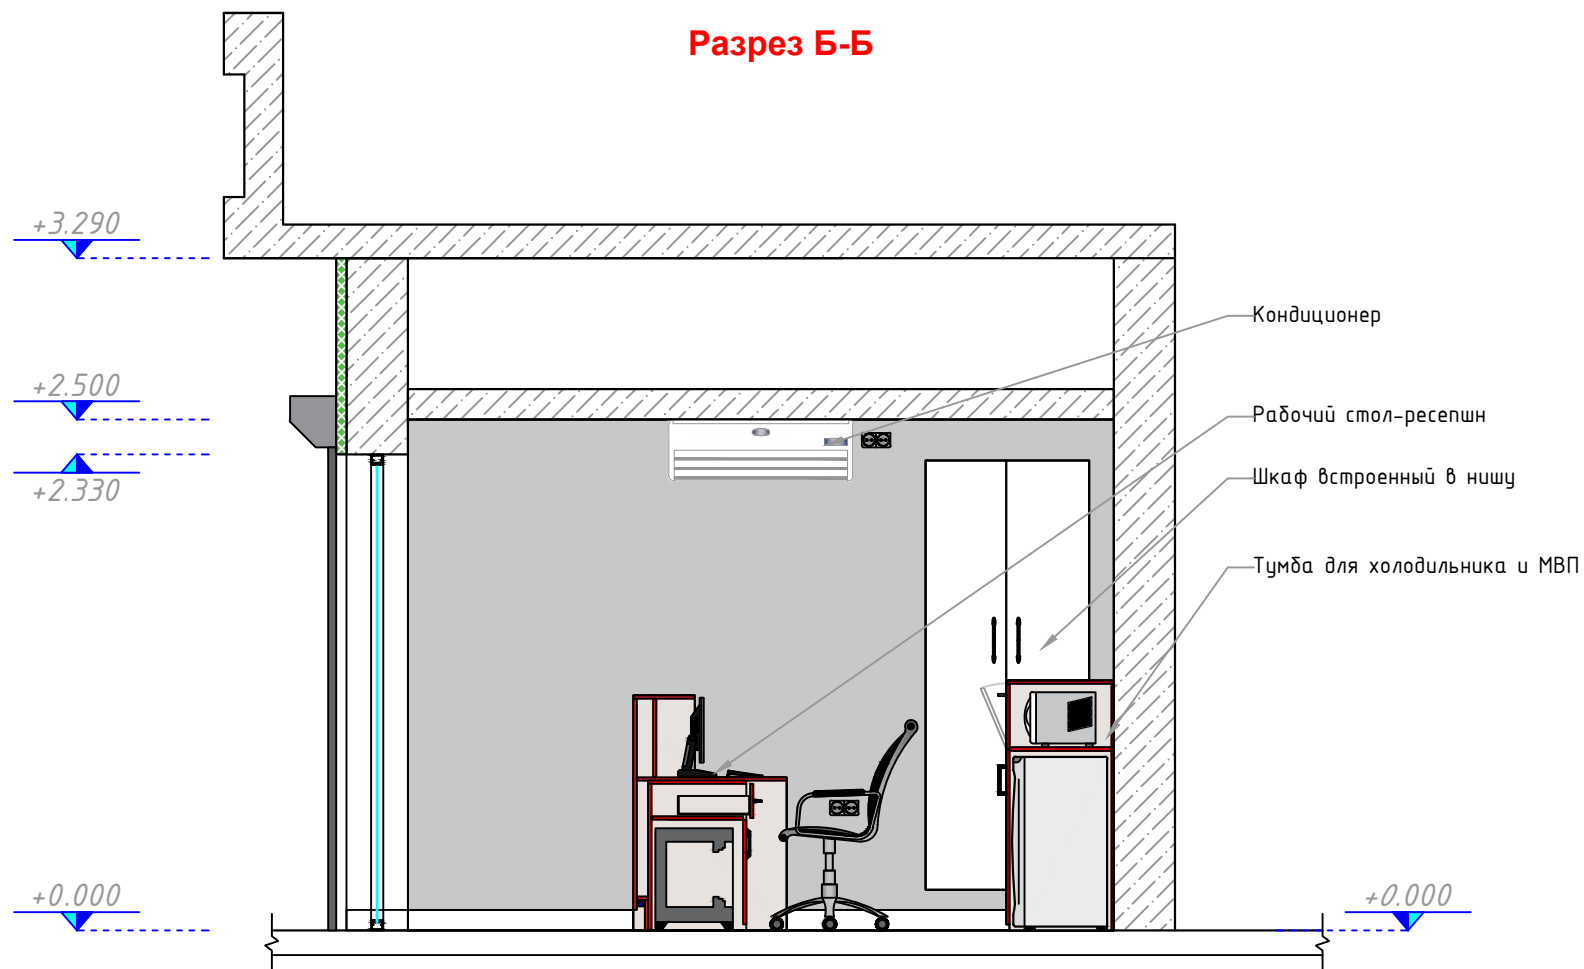 Разрез Б-Б
+3.290
Кондиционер
+2.500
Рабочий стол-ресепшн
Шкаф встроенный в нишу
+2.330
Тумба для холодильника и МВП
+0.000
+0.000